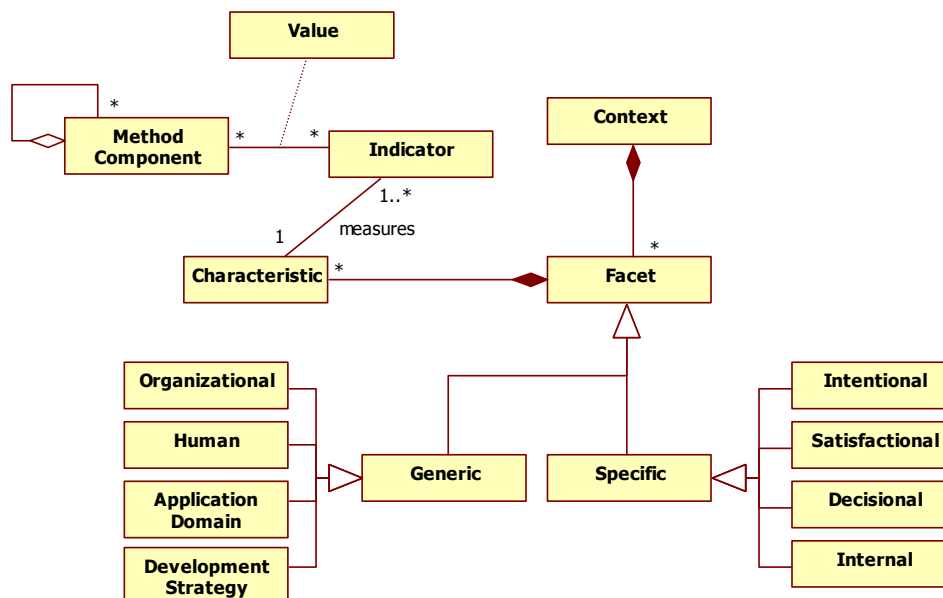 Value
*
Method
Component
*
*
Indicator
Context
1..*
measures
1
Characteristic
*
*
Facet
Organizational
Human
Application
Domain
Development
Strategy
Generic
Specific
Intentional
Satisfactional
Decisional
Internal